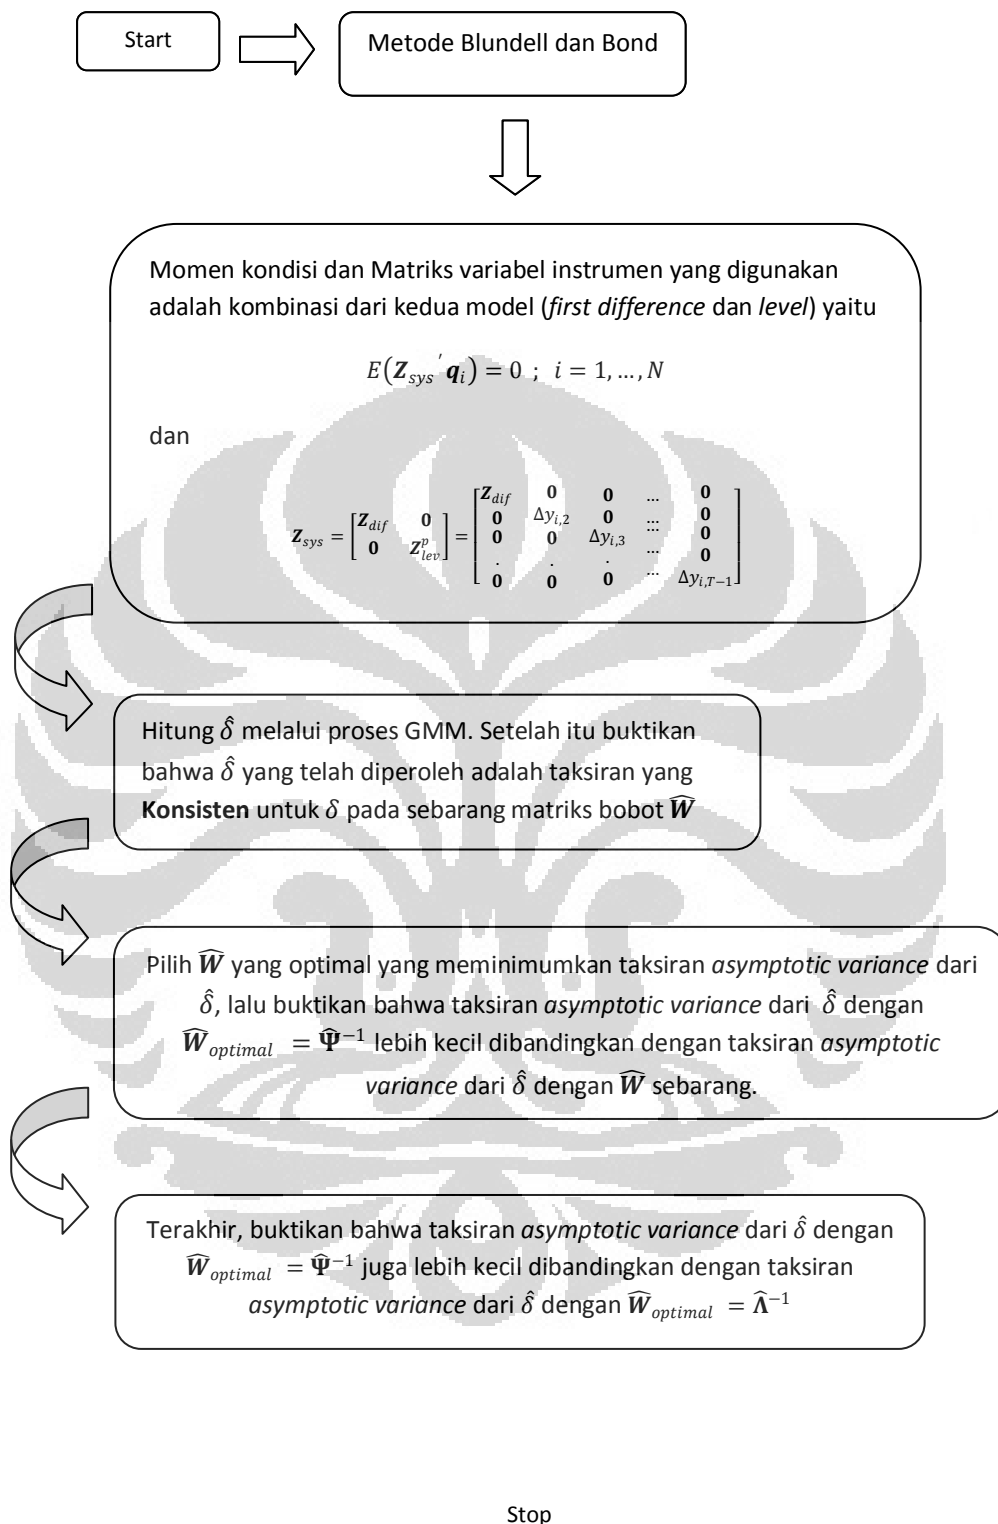 Start
Metode Blundell dan Bond
Momen kondisi dan Matriks variabel instrumen yang digunakan
adalah kombinasi dari kedua model (first difference dan level) yaitu
E(Z_sys′ q_i) = 0 ; i = 1, … , N
dan
Z_sys = [Z_dif 0; 0 Z^p_lev] = [Z_dif 0 0 … 0; 0 Δy_i,2 0 … 0; 0 0 Δy_i,3 … 0; . . . … 0; 0 0 0 … Δy_i,T−1]
Hitung δ̂ melalui proses GMM. Setelah itu buktikan
bahwa δ̂ yang telah diperoleh adalah taksiran yang
Konsisten untuk δ pada sebarang matriks bobot Ŵ
Pilih Ŵ yang optimal yang meminimumkan taksiran asymptotic variance dari
δ̂, lalu buktikan bahwa taksiran asymptotic variance dari δ̂ dengan
Ŵ_optimal = Ψ̂⁻¹ lebih kecil dibandingkan dengan taksiran asymptotic
variance dari δ̂ dengan Ŵ sebarang.
Terakhir, buktikan bahwa taksiran asymptotic variance dari δ̂ dengan
Ŵ_optimal = Ψ̂⁻¹ juga lebih kecil dibandingkan dengan taksiran
asymptotic variance dari δ̂ dengan Ŵ_optimal = Λ̂⁻¹
Stop